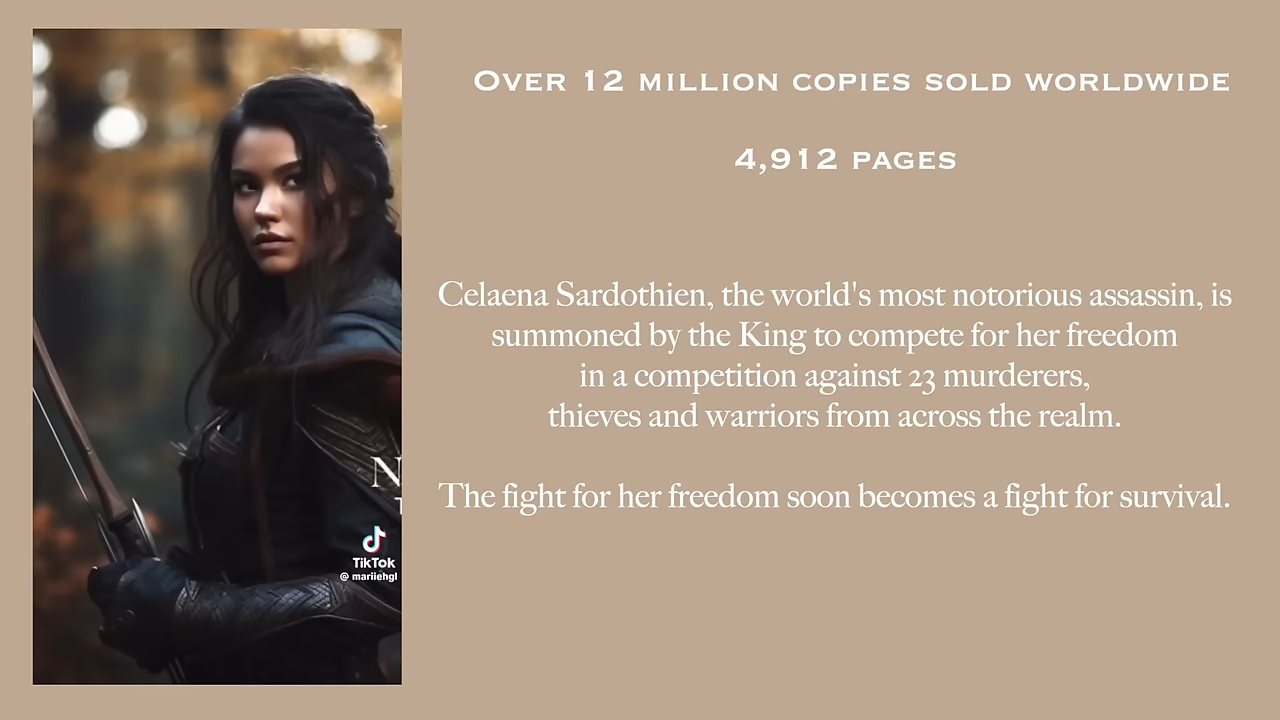 Over 12 million copies sold worldwide
4,912 pages
Celaena Sardothien, the world's most notorious assassin, is
summoned by the King to compete for her freedom
in a competition against 23 murderers,
thieves and warriors from across the realm.
The fight for her freedom soon becomes a fight for survival.
N
T
TikTok
@ mariiehgl